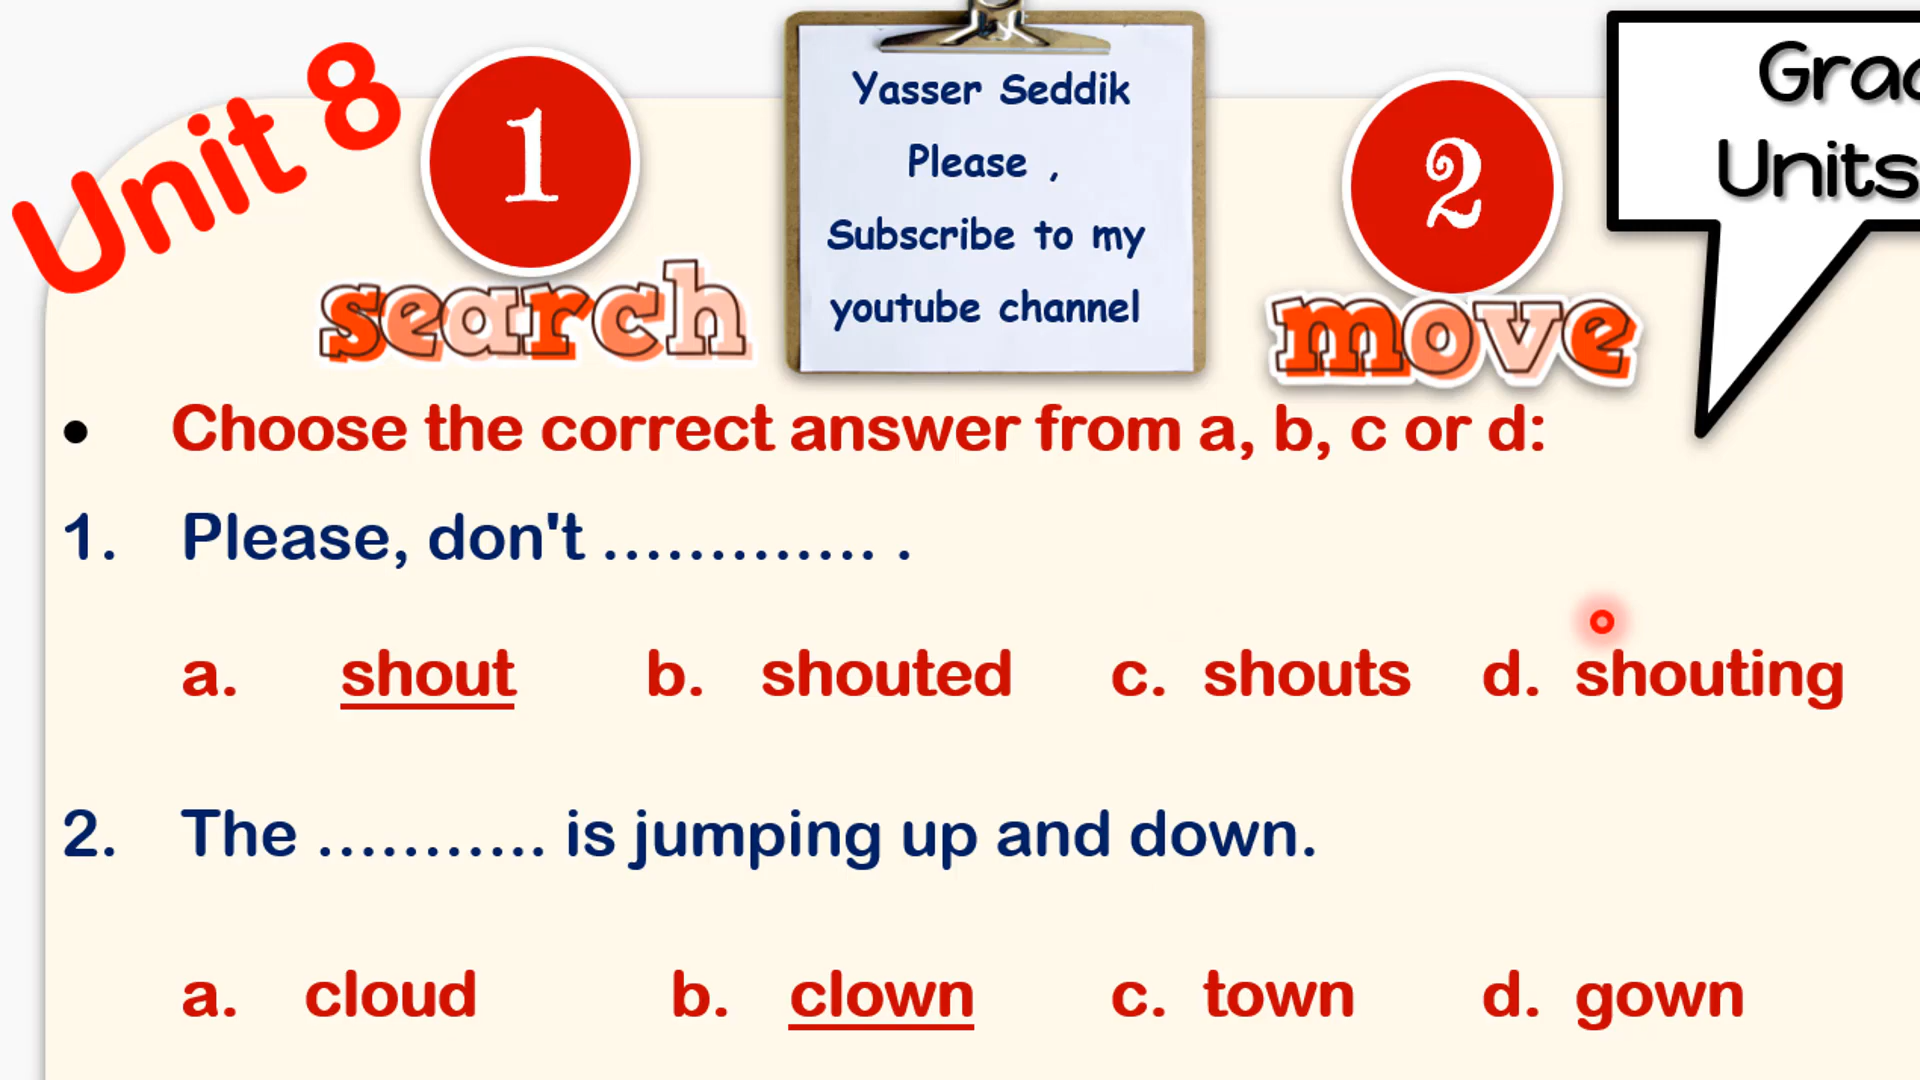 Unit 8
1
search
Yasser Seddik
Please ,
Subscribe to my
youtube channel
2
move
Units
• Choose the correct answer from a, b, c or d:
1. Please, don't ............. .
a. shout b. shouted c. shouts d. shouting
2. The ........... is jumping up and down.
a. cloud b. clown c. town d. gown